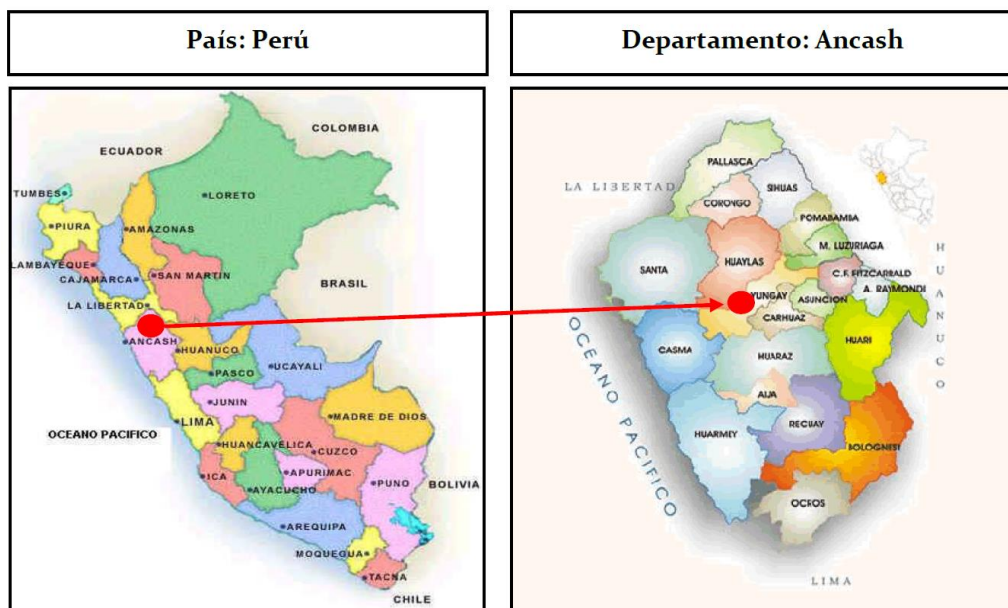 País: Perú
Departamento: Ancash
COLOMBIA
ECUADOR
TUMBES
LORETO
PIURA
AMAZONAS
LAMBAYEQUE
SAN MARTIN
CAJAMARCA
BRASIL
LA LIBERTAD
ANCASH
HUANUCO
UCAYALI
PASCO
JUNIN
MADRE DE DIOS
LIMA
OCEANO PACIFICO
HUANCAVELICA
CUZCO
ICA
APURIMAC
PUNO
BOLIVIA
AYACUCHO
AREQUIPA
MOQUEGUA
TACNA
CHILE
PALLASCA
LA LIBERTAD
SIHUAS
CORONGO
POMABAMBA
M. LUZURIAGA
HUANUCO
SANTA
HUAYLAS
C.F. FITZCARRALD
A. RAYMONDI
YUNGAY
ASUNCION
CARHUAZ
OCEANO PACIFICO
CASMA
HUARI
HUARAZ
AIJA
HUARMEY
RECUAY
BOLOGNESI
OCROS
LIMA